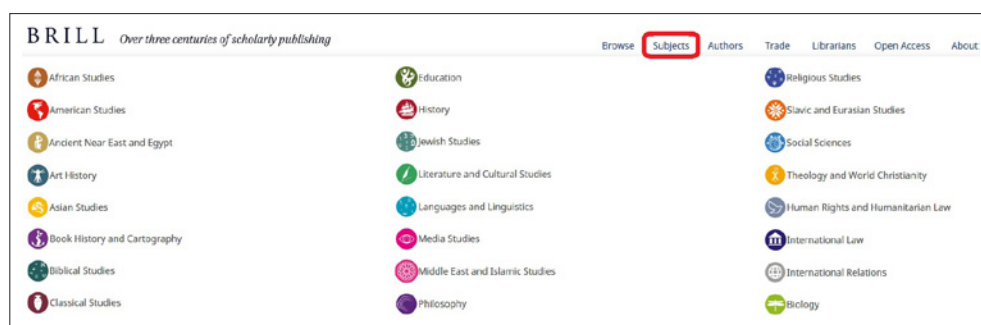 BRILL Over three centuries of scholarly publishing
Browse Subjects Authors Trade Librarians Open Access About
African Studies
American Studies
Ancient Near East and Egypt
Art History
Asian Studies
Book History and Cartography
Biblical Studies
Classical Studies
Education
History
Jewish Studies
Literature and Cultural Studies
Languages and Linguistics
Media Studies
Middle East and Islamic Studies
Philosophy
Religious Studies
Slavic and Eurasian Studies
Social Sciences
Theology and World Christianity
Human Rights and Humanitarian Law
International Law
International Relations
Biology